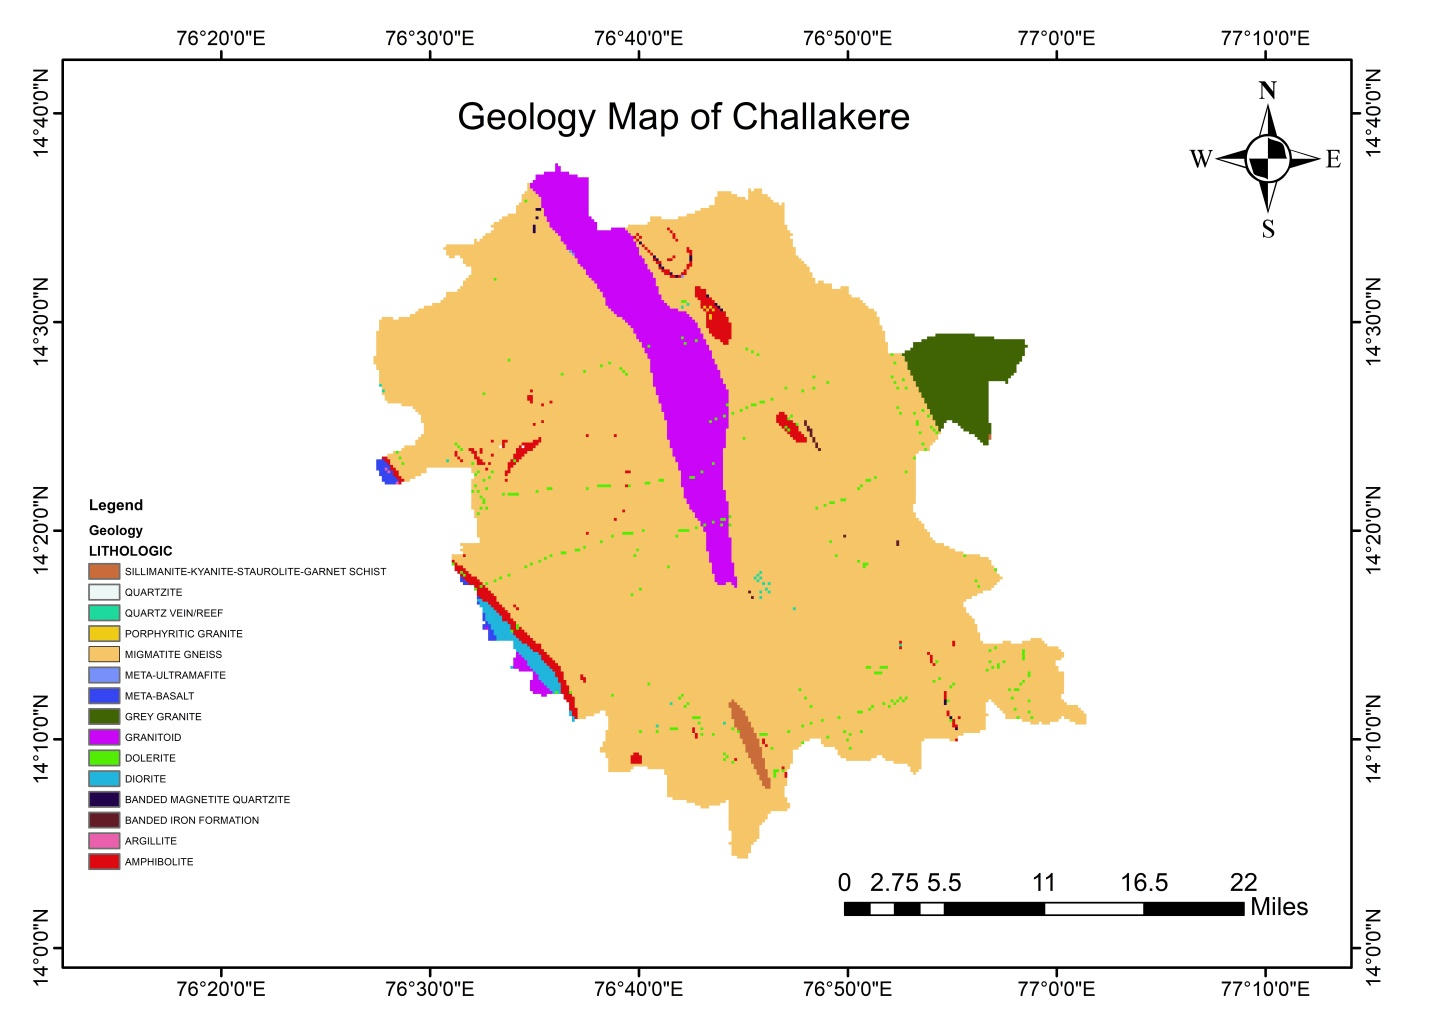 76°20'0"E 76°30'0"E 76°40'0"E 76°50'0"E 77°0'0"E 77°10'0"E
Geology Map of Challakere
N
W E
S
14°40'0"N 14°40'0"N
14°30'0"N 14°30'0"N
14°20'0"N 14°20'0"N
14°10'0"N 14°10'0"N
14°0'0"N 14°0'0"N
Legend
Geology
LITHOLOGIC
SILLIMANITE-KYANITE-STAUROLITE-GARNET SCHIST
QUARTZITE
QUARTZ VEIN/REEF
PORPHYRITIC GRANITE
MIGMATITE GNEISS
META-ULTRAMAFITE
META-BASALT
GREY GRANITE
GRANITOID
DOLERITE
DIORITE
BANDED MAGNETITE QUARTZITE
BANDED IRON FORMATION
ARGILLITE
AMPHIBOLITE
0 2.75 5.5 11 16.5 22
Miles
76°20'0"E 76°30'0"E 76°40'0"E 76°50'0"E 77°0'0"E 77°10'0"E